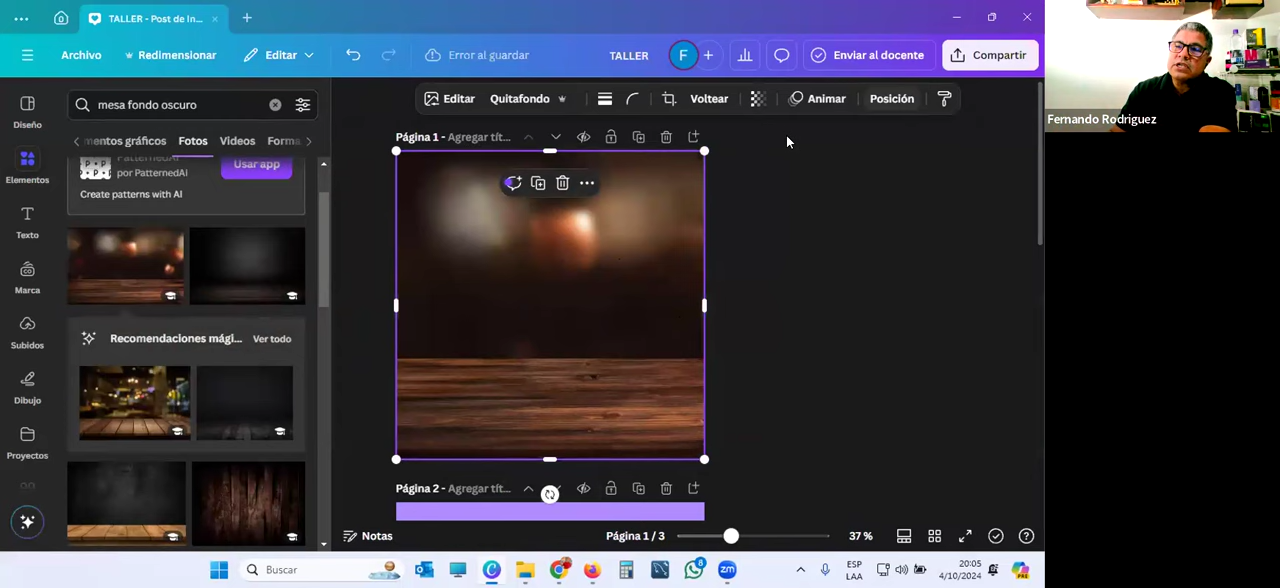 TALLER - Post de In...
Archivo
Redimensionar
Editar
Error al guardar
TALLER
F
Enviar al docente
Compartir
Fernando Rodriguez
Diseño
Elementos
Texto
Marca
Subidos
Dibujo
Proyectos
mesa fondo oscuro
mentos gráficos
Fotos
Videos
Forma
por PatternedAI
Usar app
Create patterns with AI
Recomendaciones mági...
Ver todo
Editar
Quitafondo
Voltear
Animar
Posición
Página 1 - Agregar tít...
Página 2 - Agregar tít...
Notas
Página 1 / 3
37 %
Buscar
8
zm
ESP
LAA
20:05
4/10/2024